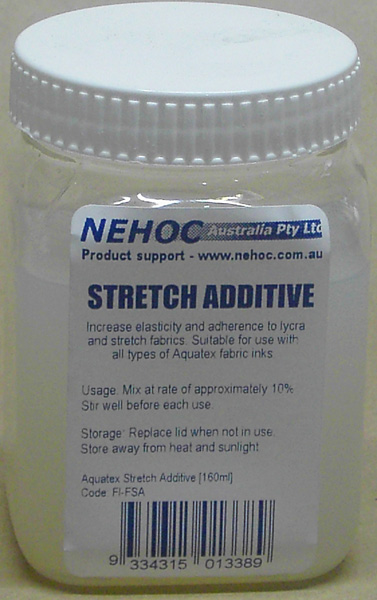 NEHOC Australia Pty Ltd
Product support - www.nehoc.com.au
STRETCH ADDITIVE
Increase elasticity and adherence to lycra
and stretch fabrics. Suitable for use with
all types of Aquatex fabric inks.
Usage: Mix at rate of approximately 10%
Stir well before each use.
Storage: Replace lid when not in use.
Store away from heat and sunlight.
Aquatex Stretch Additive [160ml]
Code: FI-FSA
9 334315 013389